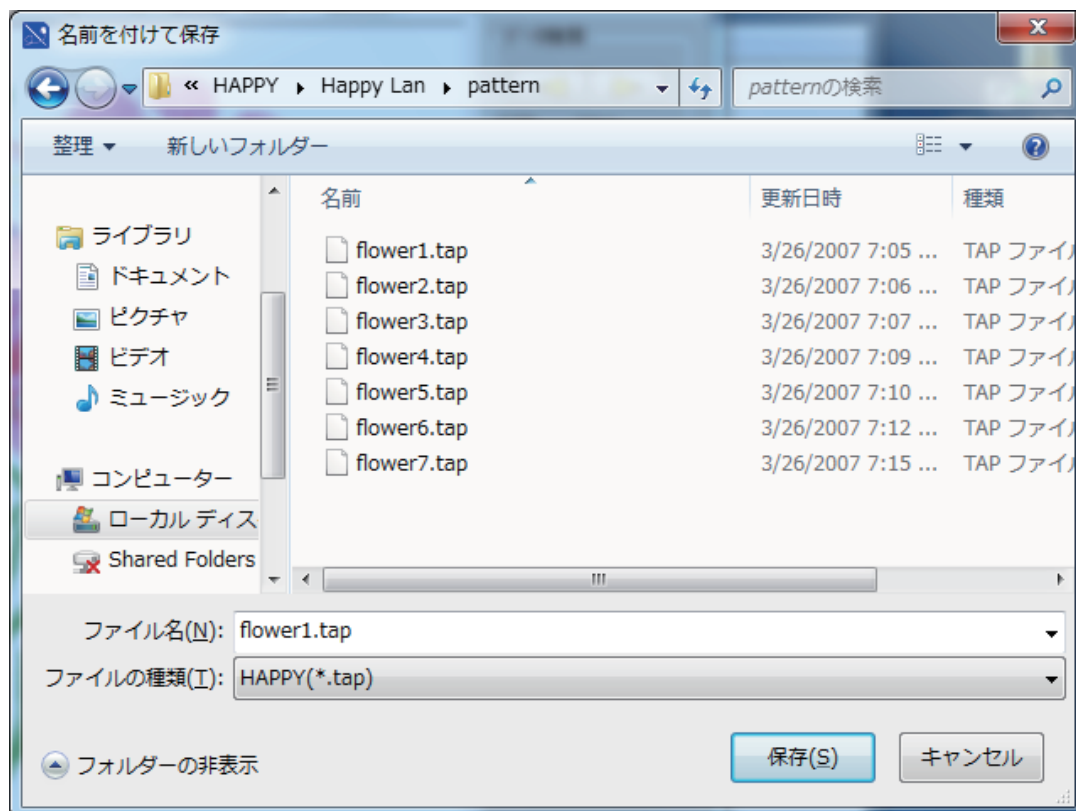 名前を付けて保存
« HAPPY ▸ Happy Lan ▸ pattern
patternの検索
整理 ▼ 新しいフォルダー
名前 更新日時 種類
ライブラリ
ドキュメント
ピクチャ
ビデオ
ミュージック
コンピューター
ローカル ディス
Shared Folders
flower1.tap 3/26/2007 7:05 ... TAP ファイル
flower2.tap 3/26/2007 7:06 ... TAP ファイル
flower3.tap 3/26/2007 7:07 ... TAP ファイル
flower4.tap 3/26/2007 7:09 ... TAP ファイル
flower5.tap 3/26/2007 7:10 ... TAP ファイル
flower6.tap 3/26/2007 7:12 ... TAP ファイル
flower7.tap 3/26/2007 7:15 ... TAP ファイル
ファイル名(N): flower1.tap
ファイルの種類(T): HAPPY(*.tap)
フォルダーの非表示
保存(S) キャンセル